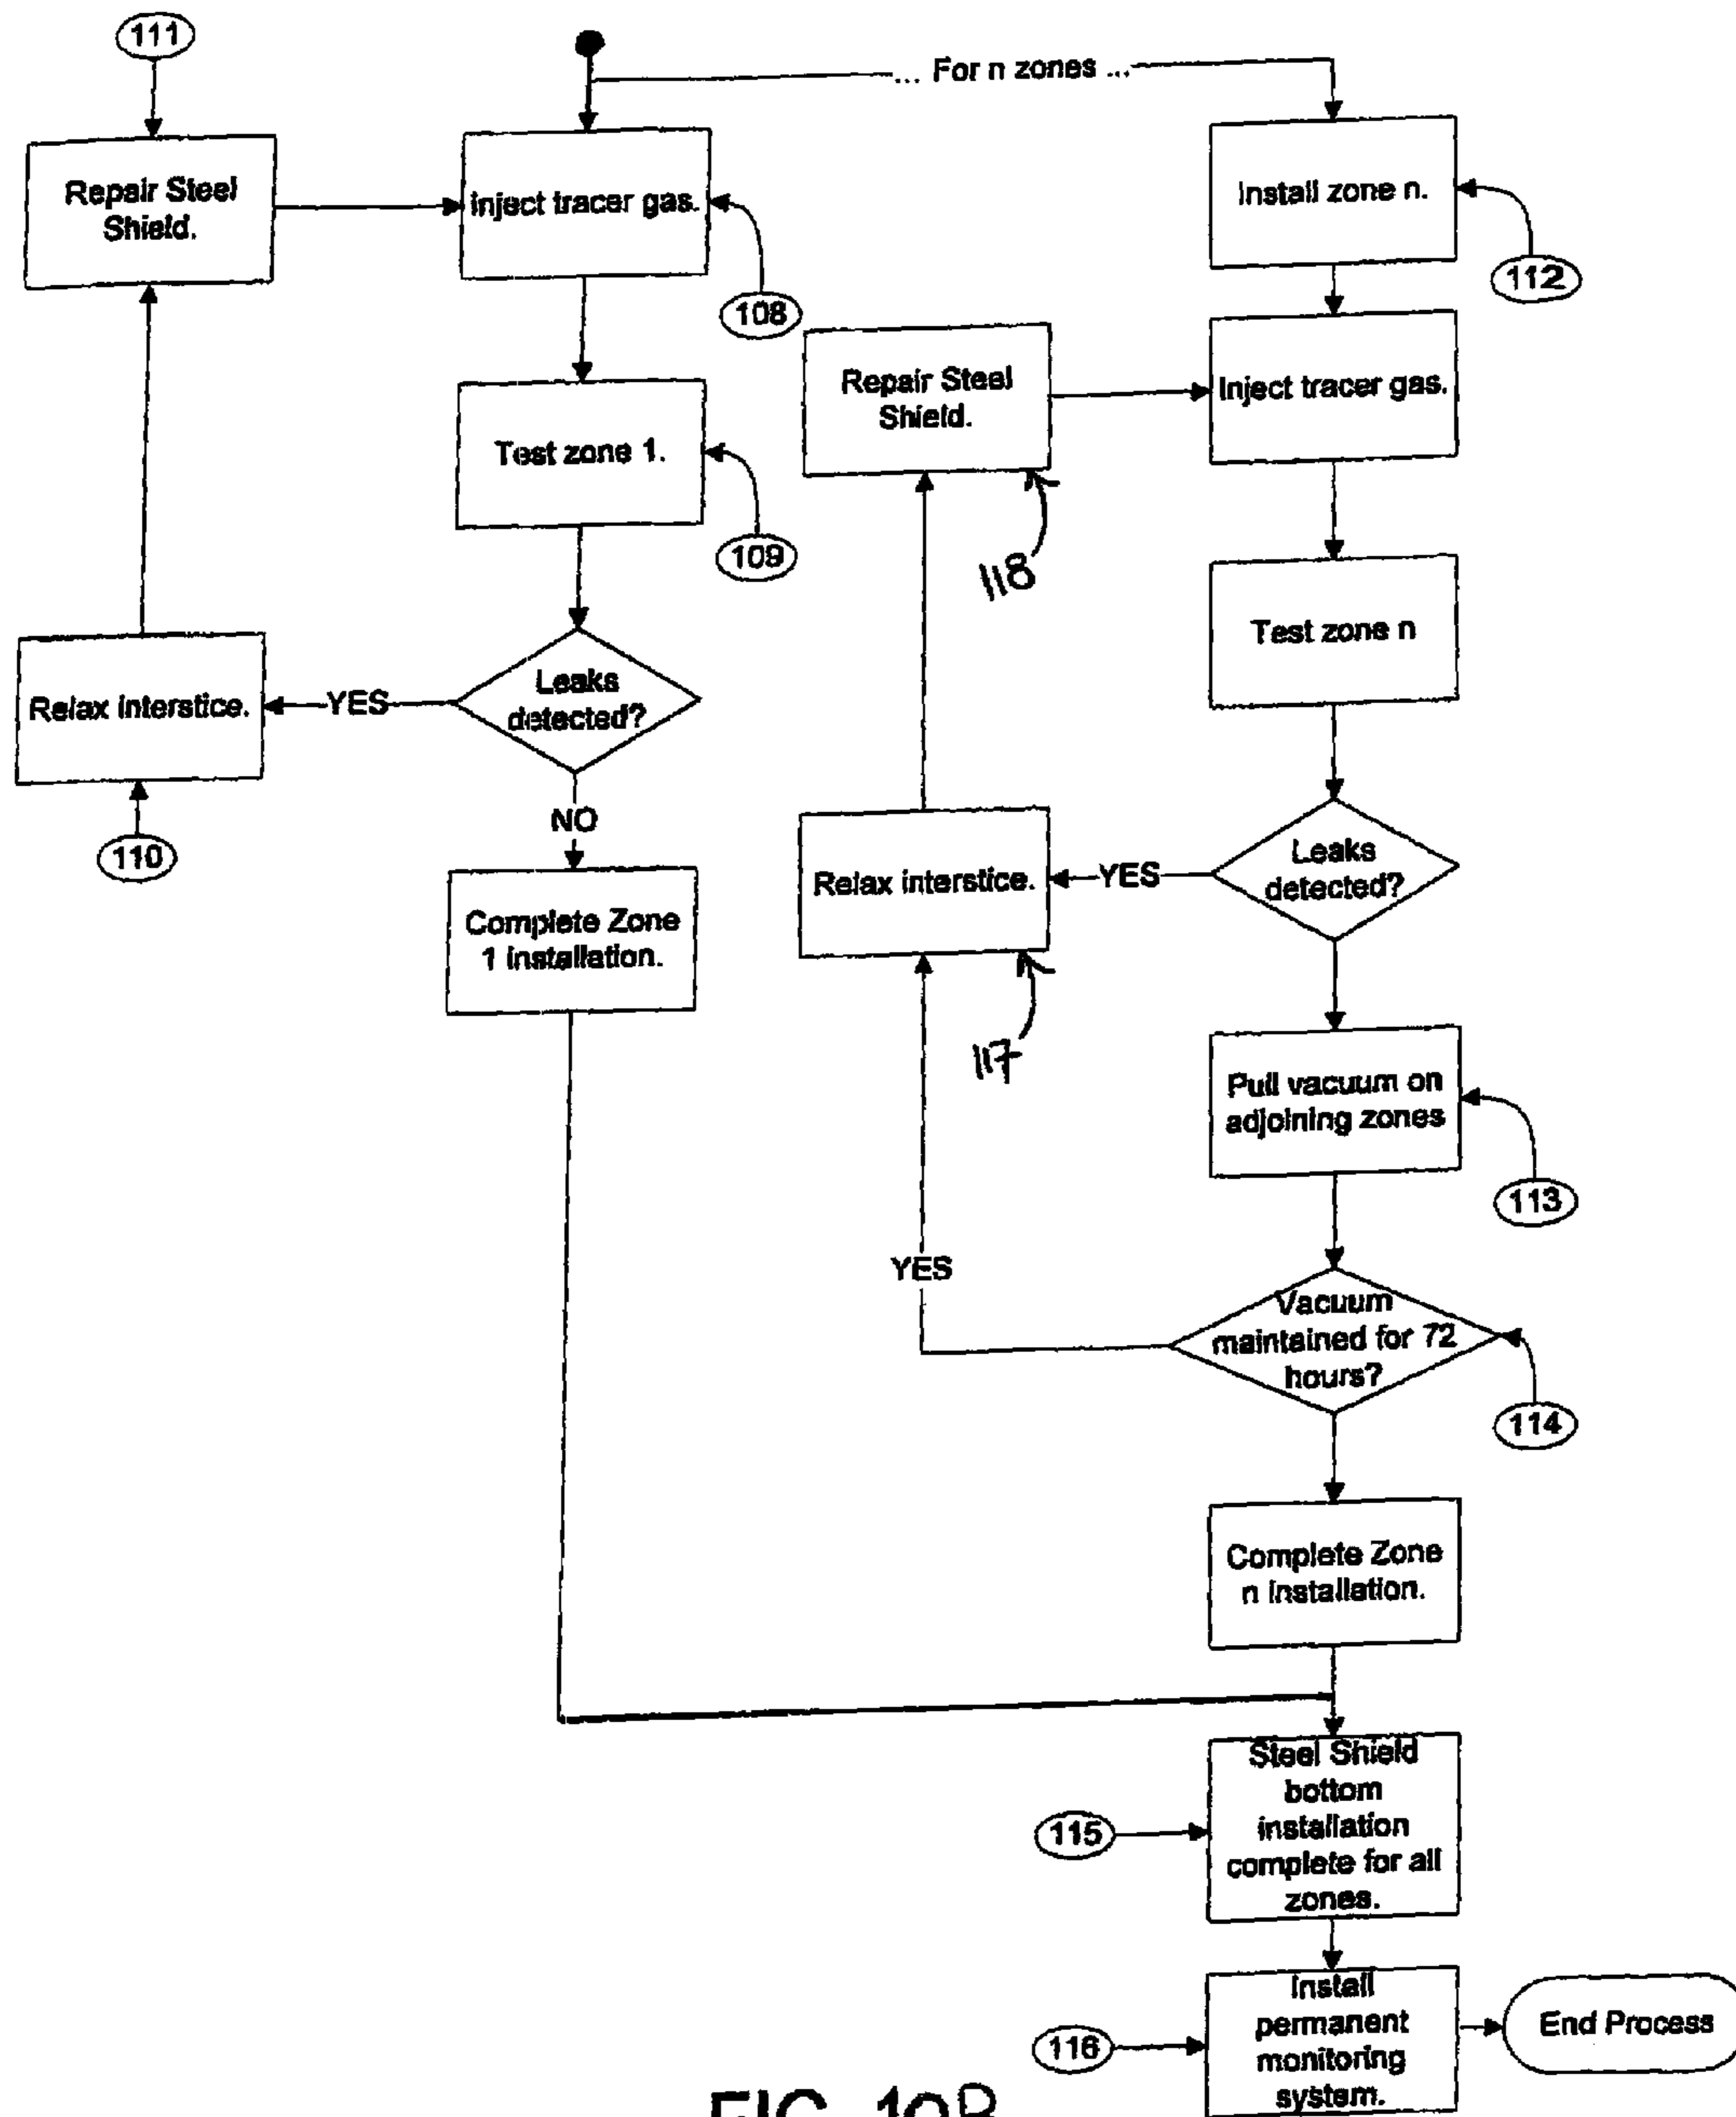 111
... For n zones ...
Repair Steel
Shield.
Inject tracer gas.
108
Install zone n.
112
Repair Steel
Shield.
118
Inject tracer gas.
Test zone 1.
109
Test zone n
Relax interstice.
110
YES
Leaks
detected?
NO
Complete Zone
1 installation.
Relax interstice.
117
YES
Leaks
detected?
Pull vacuum on
adjoining zones
113
YES
Vacuum
maintained for 72
hours?
114
Complete Zone
n installation.
115
Steel Shield
bottom
installation
complete for all
zones.
116
Install
permanent
monitoring
system.
End Process
FIG. 10B